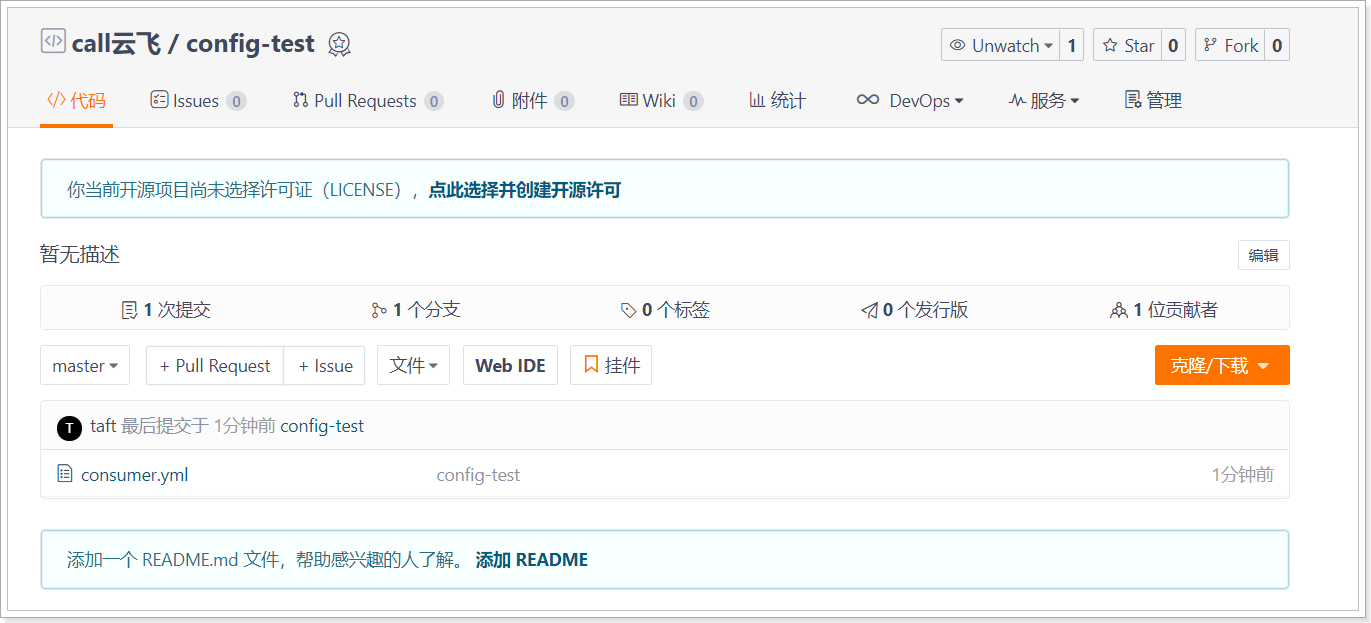 call云飞 / config-test
Unwatch 1 Star 0 Fork 0
代码 Issues 0 Pull Requests 0 附件 0 Wiki 0 统计 DevOps 服务 管理
你当前开源项目尚未选择许可证（LICENSE），点此选择并创建开源许可
暂无描述 编辑
1 次提交 1 个分支 0 个标签 0 个发行版 1 位贡献者
master + Pull Request + Issue 文件 Web IDE 挂件 克隆/下载
T taft 最后提交于 1分钟前 config-test
consumer.yml config-test 1分钟前
添加一个 README.md 文件，帮助感兴趣的人了解。 添加 README